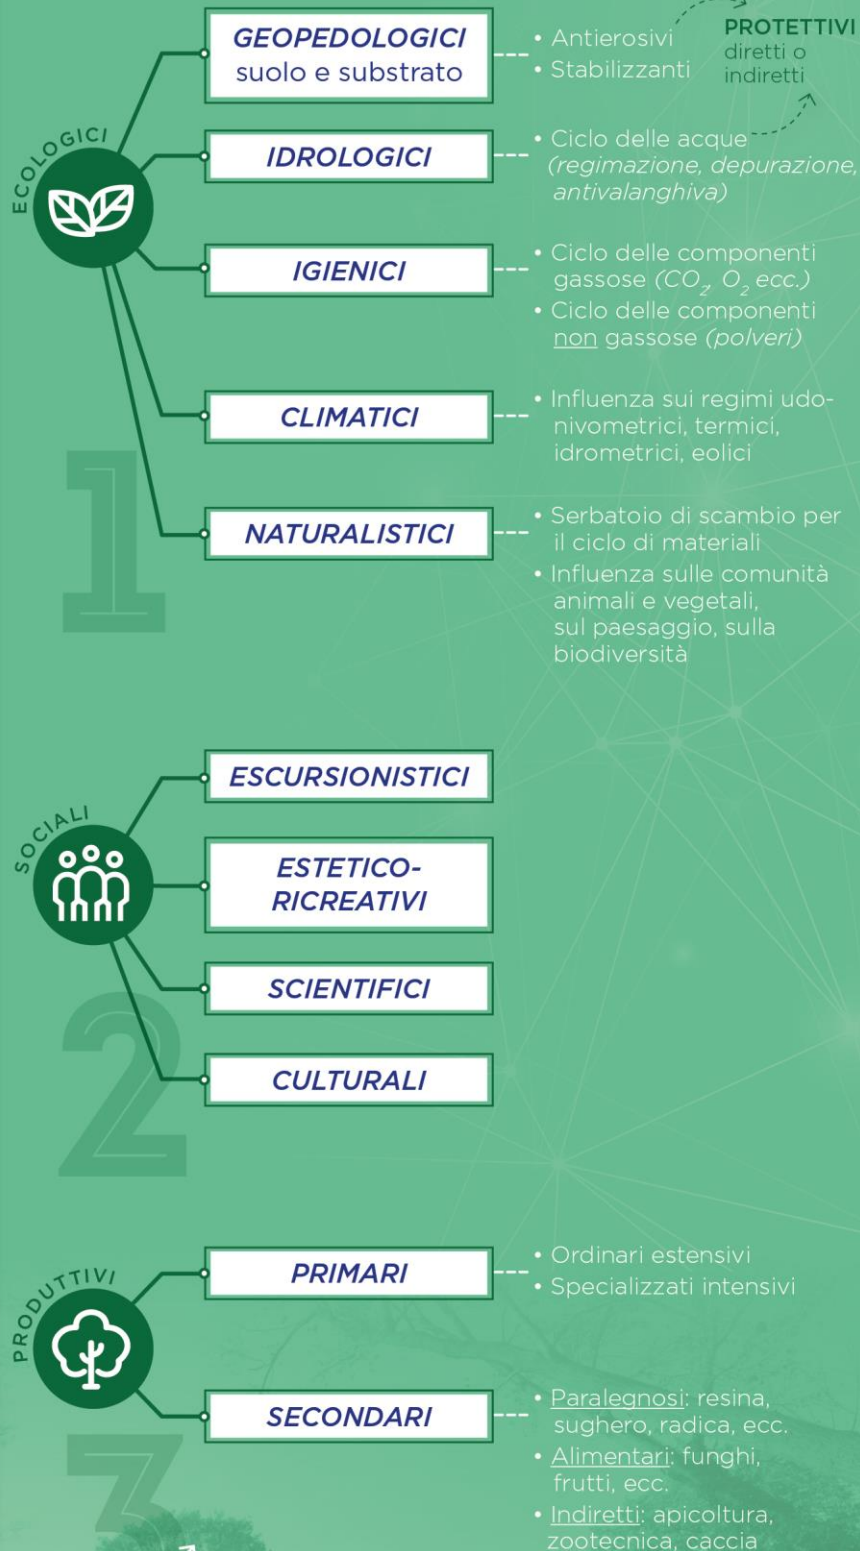 ECOLOGICI
1
GEOPEDOLOGICI
suolo e substrato
• Antierosivi
• Stabilizzanti
PROTETTIVI
diretti o
indiretti
IDROLOGICI
• Ciclo delle acque
(regimazione, depurazione,
antivalanghiva)
IGIENICI
• Ciclo delle componenti
gassose (CO₂, O₂ ecc.)
• Ciclo delle componenti
non gassose (polveri)
CLIMATICI
• Influenza sui regimi udo-
nivometrici, termici,
idrometrici, eolici
NATURALISTICI
• Serbatoio di scambio per
il ciclo di materiali
• Influenza sulle comunità
animali e vegetali,
sul paesaggio, sulla
biodiversità
SOCIALI
2
ESCURSIONISTICI
ESTETICO-
RICREATIVI
SCIENTIFICI
CULTURALI
PRODUTTIVI
3
PRIMARI
• Ordinari estensivi
• Specializzati intensivi
SECONDARI
• Paralegnosi: resina,
sughero, radica, ecc.
• Alimentari: funghi,
frutti, ecc.
• Indiretti: apicoltura,
zootecnica, caccia